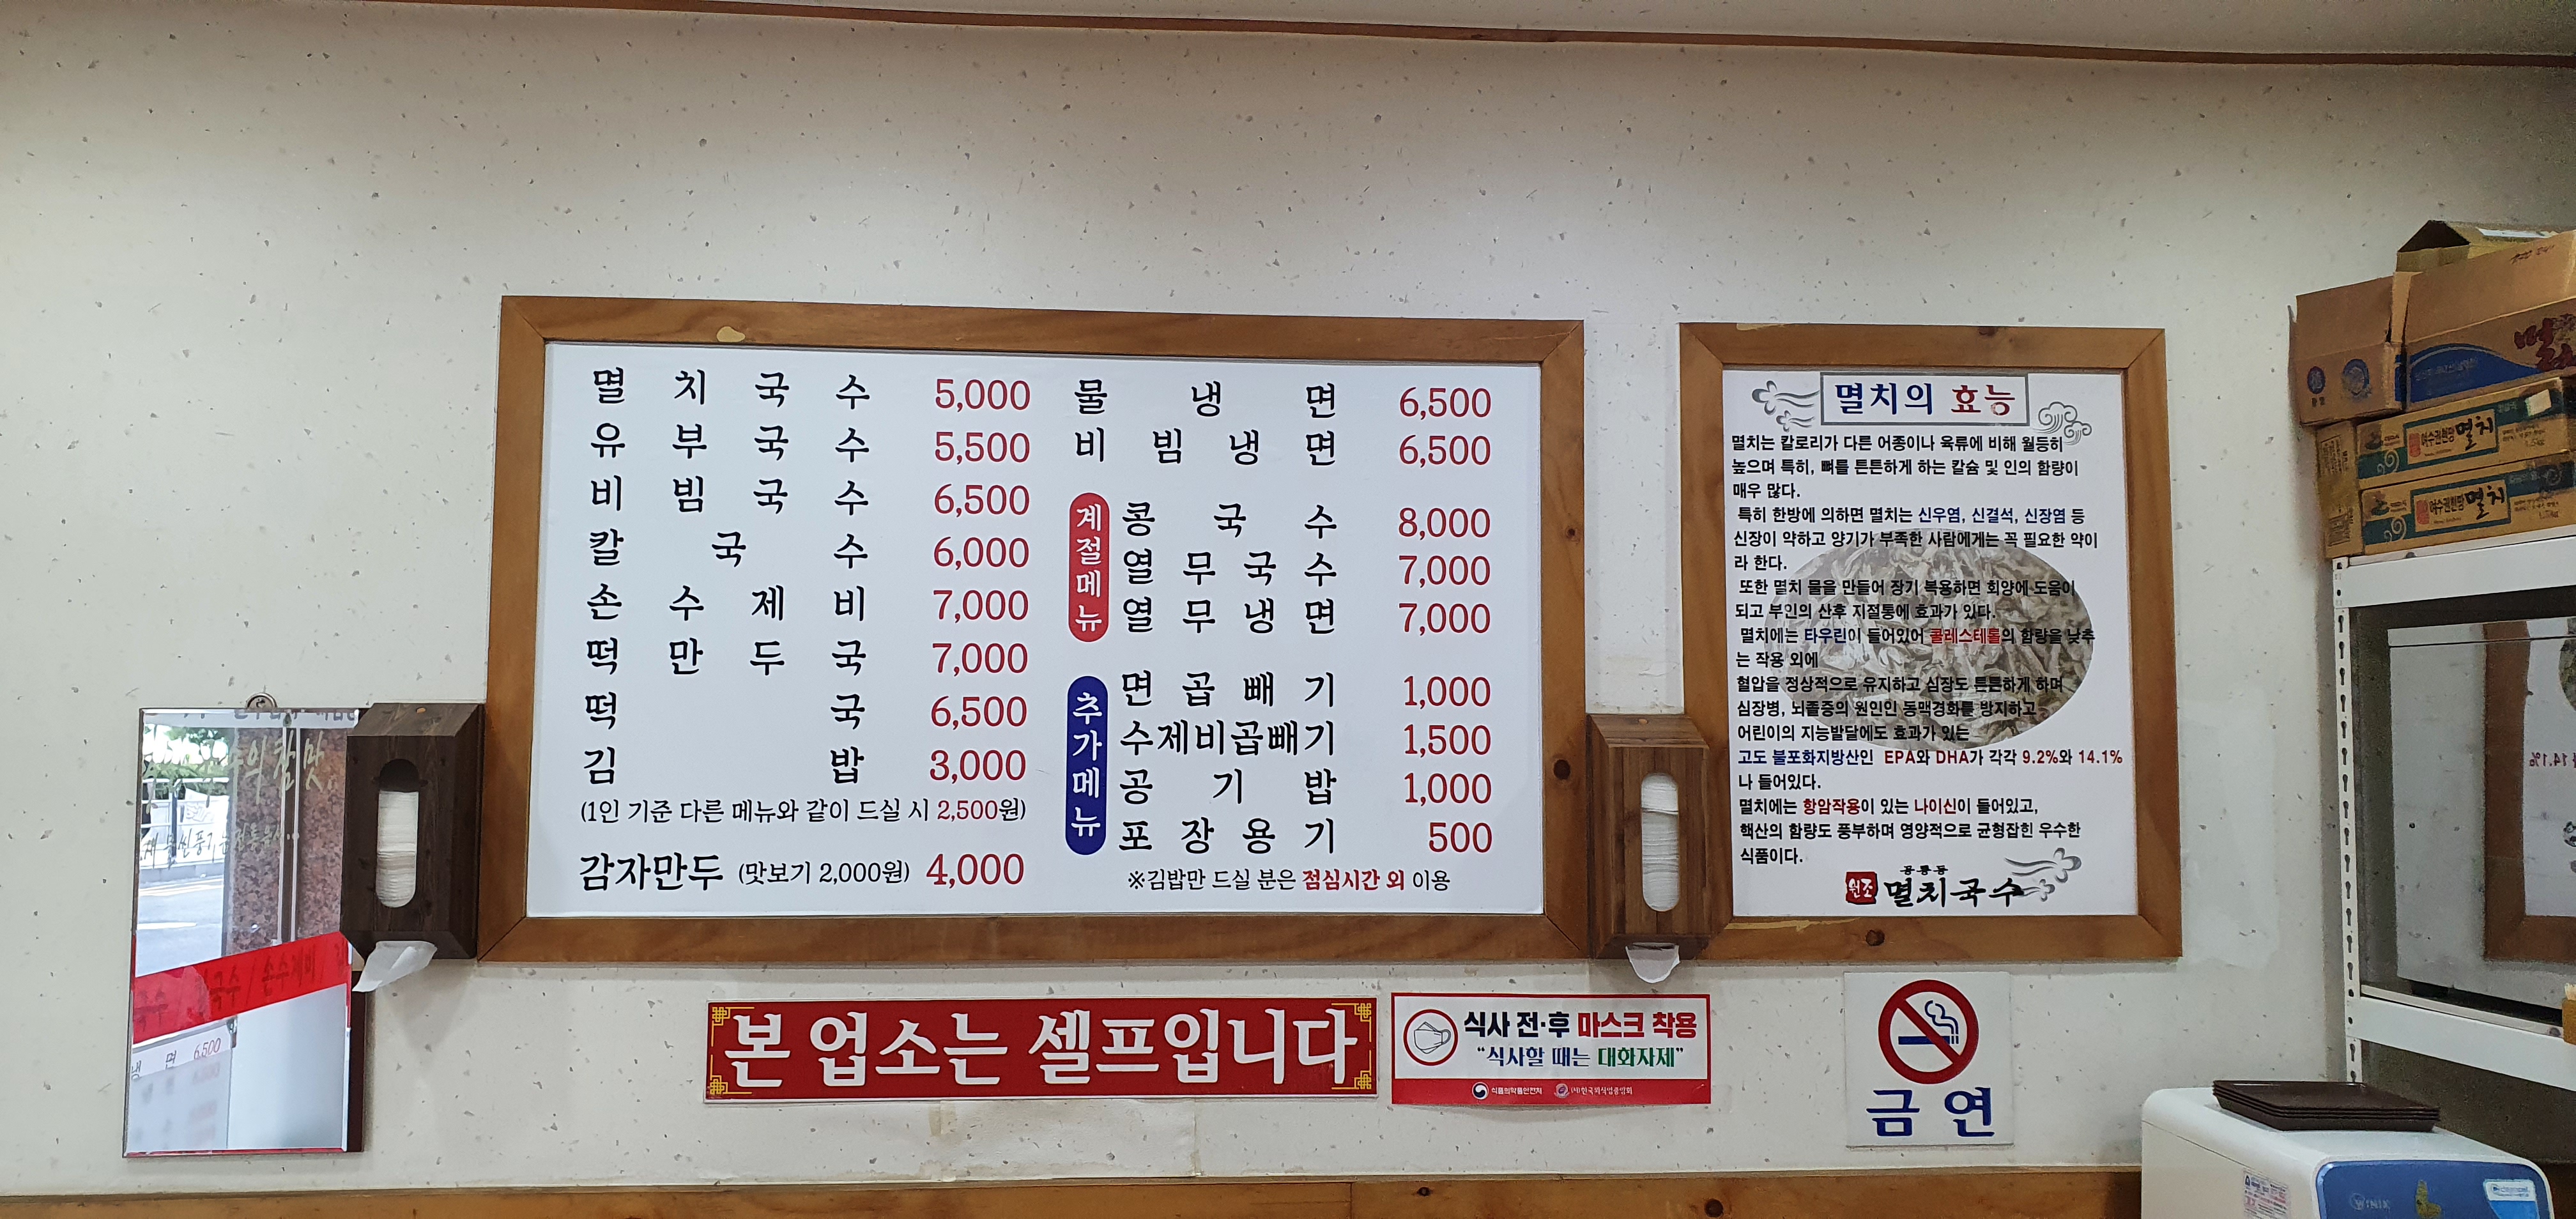 멸치국수 5,000
유부국수 5,500
비빔국수 6,500
칼국수 6,000
손수제비 7,000
떡만두국 7,000
떡국 6,500
김밥 3,000
(1인 기준 다른 메뉴와 같이 드실 시 2,500원)
감자만두 (맛보기 2,000원) 4,000
물냉면 6,500
비빔냉면 6,500
계절메뉴
콩국수 8,000
열무국수 7,000
열무냉면 7,000
추가메뉴
면곱빼기 1,000
수제비곱빼기 1,500
공기밥 1,000
포장용기 500
※김밥만 드실 분은 점심시간 외 이용
멸치의 효능
멸치는 칼로리가 다른 어종이나 육류에 비해 월등히
높으며 특히, 뼈를 튼튼하게 하는 칼슘 및 인의 함량이
매우 많다.
특히 한방에 의하면 멸치는 신우염, 신결석, 신장염 등
신장이 약하고 양기가 부족한 사람에게는 꼭 필요한 약이
라 한다.
또한 멸치 물을 만들어 장기 복용하면 회양에 도움이
되고 부인의 산후 지절통에 효과가 있다.
멸치에는 타우린이 들어있어 콜레스테롤의 함량을 낮추
는 작용 외에
혈압을 정상적으로 유지하고 심장도 튼튼하게 하며
심장병, 뇌졸중의 원인인 동맥경화를 방지하고
어린이의 지능발달에도 효과가 있는
고도 불포화지방산인 EPA와 DHA가 각각 9.2%와 14.1%
나 들어있다.
멸치에는 항암작용이 있는 나이신이 들어있고,
핵산의 함량도 풍부하며 영양적으로 균형잡힌 우수한
식품이다.
공릉동
원조 멸치국수
본 업소는 셀프입니다
식사 전·후 마스크 착용
"식사할 때는 대화자제"
식품의약품안전처 (사)한국외식업중앙회
금연
멸치
멸치
WINIX